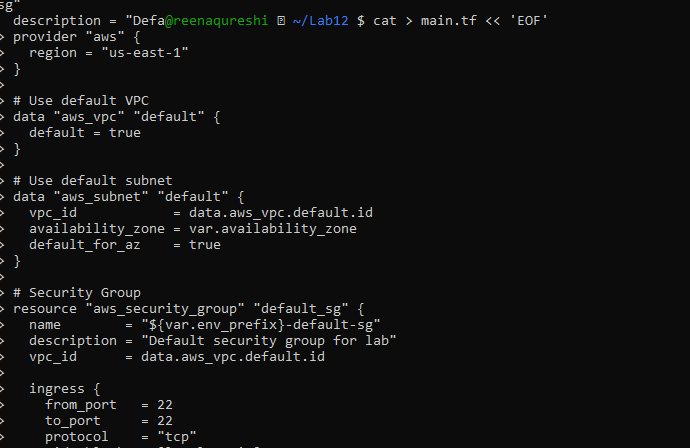 sg"
  description = "Defa@reenaqureshi ~/Lab12 $ cat > main.tf << 'EOF'
> provider "aws" {
>   region = "us-east-1"
> }
>
> # Use default VPC
> data "aws_vpc" "default" {
>   default = true
> }
>
> # Use default subnet
> data "aws_subnet" "default" {
>   vpc_id            = data.aws_vpc.default.id
>   availability_zone = var.availability_zone
>   default_for_az    = true
> }
>
> # Security Group
> resource "aws_security_group" "default_sg" {
>   name        = "${var.env_prefix}-default-sg"
>   description = "Default security group for lab"
>   vpc_id      = data.aws_vpc.default.id
>
>   ingress {
>     from_port   = 22
>     to_port     = 22
>     protocol    = "tcp"